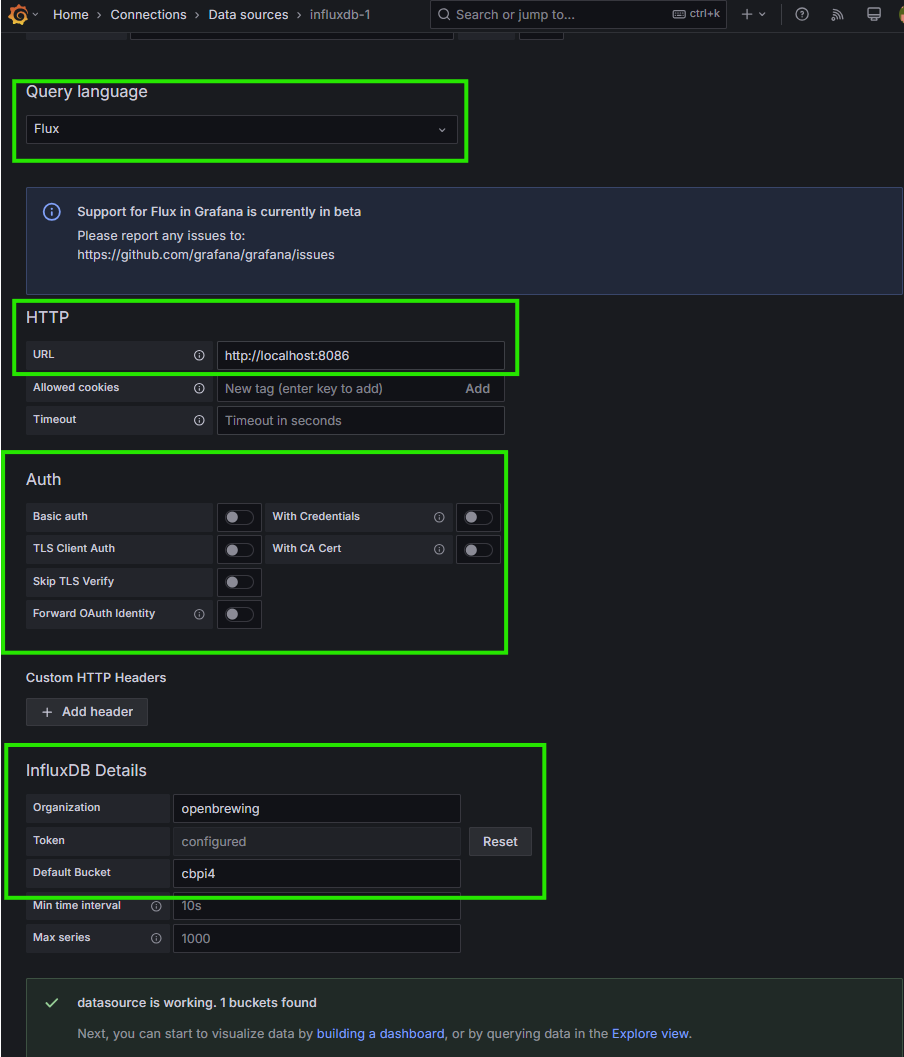 Home > Connections > Data sources > influxdb-1
Search or jump to...
ctrl+k
Query language
Flux
Support for Flux in Grafana is currently in beta
Please report any issues to:
https://github.com/grafana/grafana/issues
HTTP
URL
http://localhost:8086
Allowed cookies
New tag (enter key to add)
Add
Timeout
Timeout in seconds
Auth
Basic auth
With Credentials
TLS Client Auth
With CA Cert
Skip TLS Verify
Forward OAuth Identity
Custom HTTP Headers
+ Add header
InfluxDB Details
Organization
openbrewing
Token
configured
Reset
Default Bucket
cbpi4
Min time interval
10s
Max series
1000
datasource is working. 1 buckets found
Next, you can start to visualize data by building a dashboard, or by querying data in the Explore view.